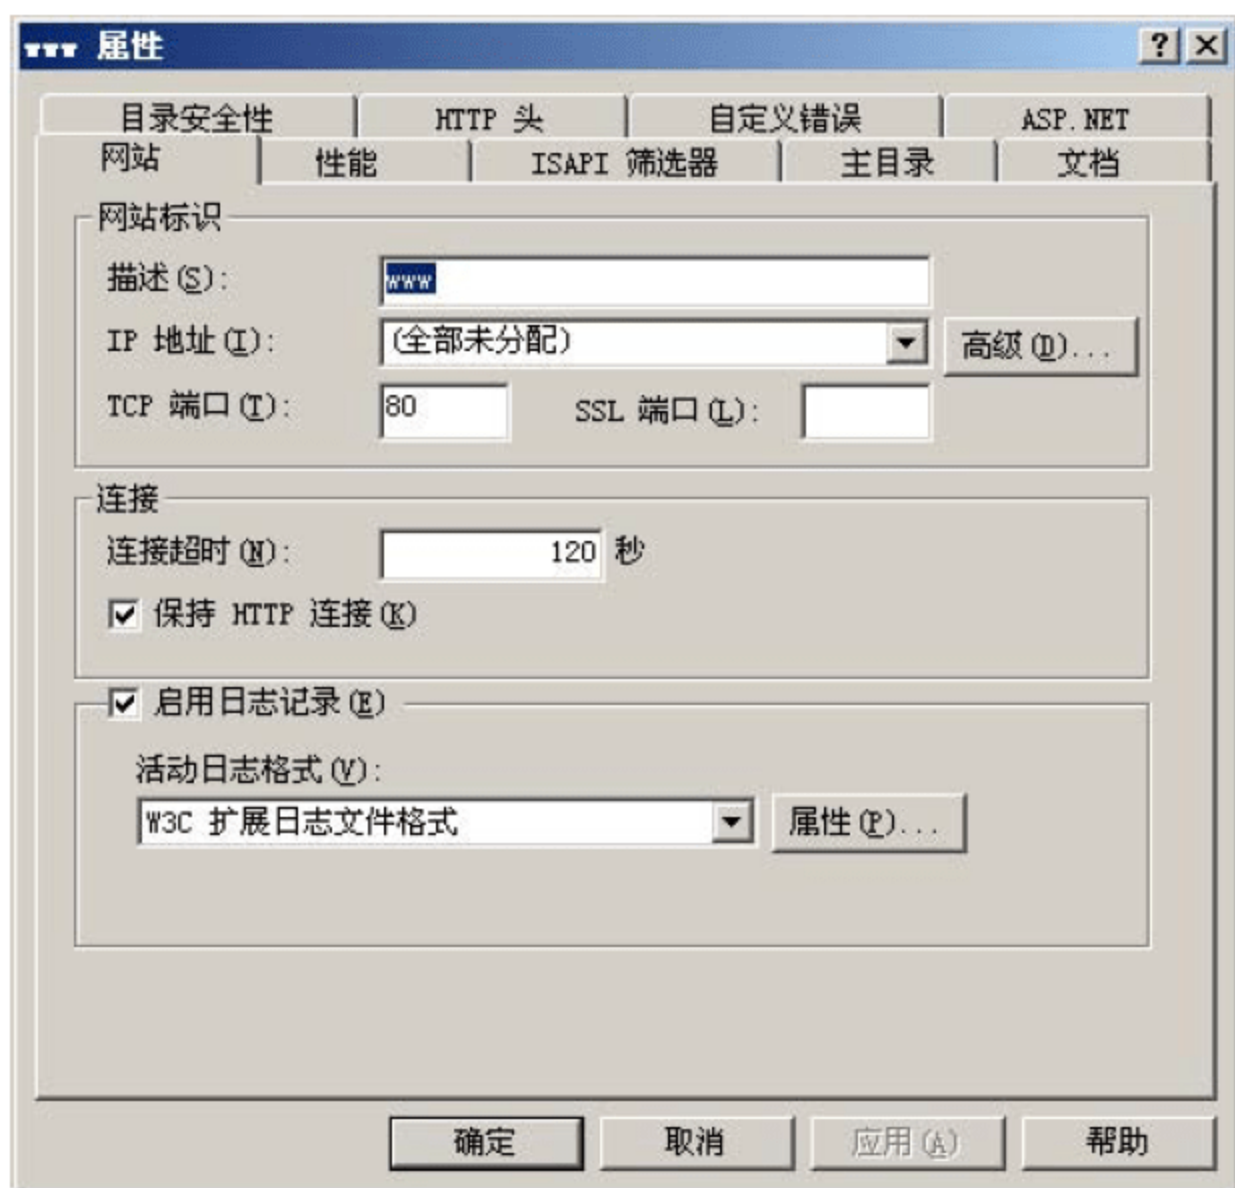 www 属性
目录安全性 HTTP 头 自定义错误 ASP.NET
网站 性能 ISAPI 筛选器 主目录 文档
网站标识
描述(S): www
IP 地址(I): (全部未分配) 高级(D)...
TCP 端口(T): 80 SSL 端口(L):
连接
连接超时(N): 120 秒
保持 HTTP 连接(K)
启用日志记录(E)
活动日志格式(V):
W3C 扩展日志文件格式 属性(P)...
确定 取消 应用(A) 帮助